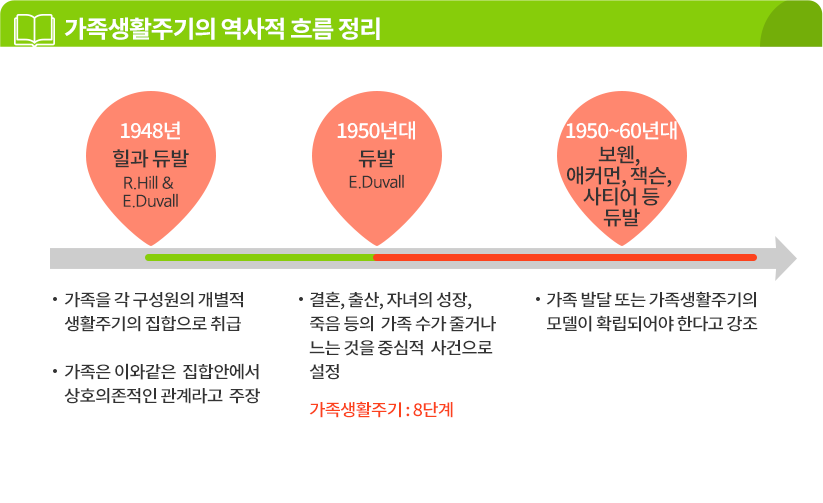 가족생활주기의 역사적 흐름 정리
1948년
힐과 듀발
R.Hill &
E.Duvall
1950년대
듀발
E.Duvall
1950~60년대
보웬,
애커먼, 잭슨,
사티어 등
듀발
• 가족을 각 구성원의 개별적
생활주기의 집합으로 취급
• 가족은 이와같은 집합안에서
상호의존적인 관계라고 주장
• 결혼, 출산, 자녀의 성장,
죽음 등의 가족 수가 줄거나
느는 것을 중심적 사건으로
설정
가족생활주기 : 8단계
• 가족 발달 또는 가족생활주기의
모델이 확립되어야 한다고 강조